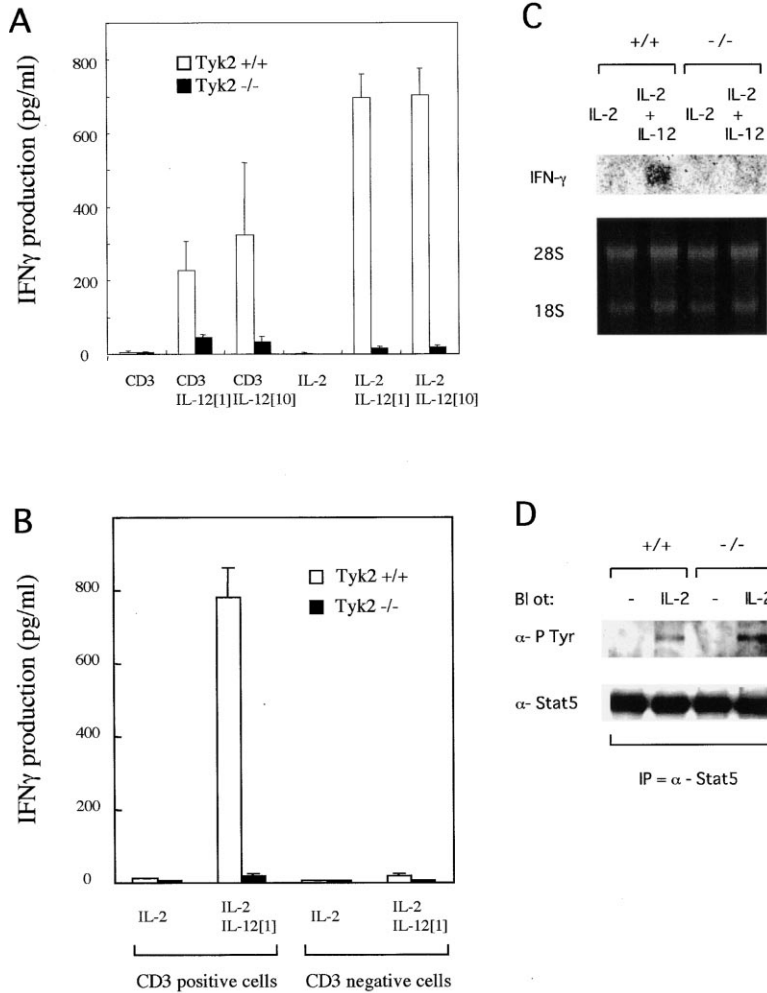 A
IFNγ production (pg/ml)
800
600
400
200
0
Tyk2 +/+
Tyk2 -/-
CD3
CD3
IL-12[1]
CD3
IL-12[10]
IL-2
IL-2
IL-12[1]
IL-2
IL-12[10]
B
IFNγ production (pg/ml)
800
600
400
200
0
Tyk2 +/+
Tyk2 -/-
IL-2
IL-2
IL-12[1]
IL-2
IL-2
IL-12[1]
CD3 positive cells
CD3 negative cells
C
+/+
-/-
IL-2
IL-2
+
IL-12
IL-2
IL-2
+
IL-12
IFN-γ
28S
18S
D
+/+
-/-
Blot:
-
IL-2
-
IL-2
α- P Tyr
α- Stat5
IP = α - Stat5